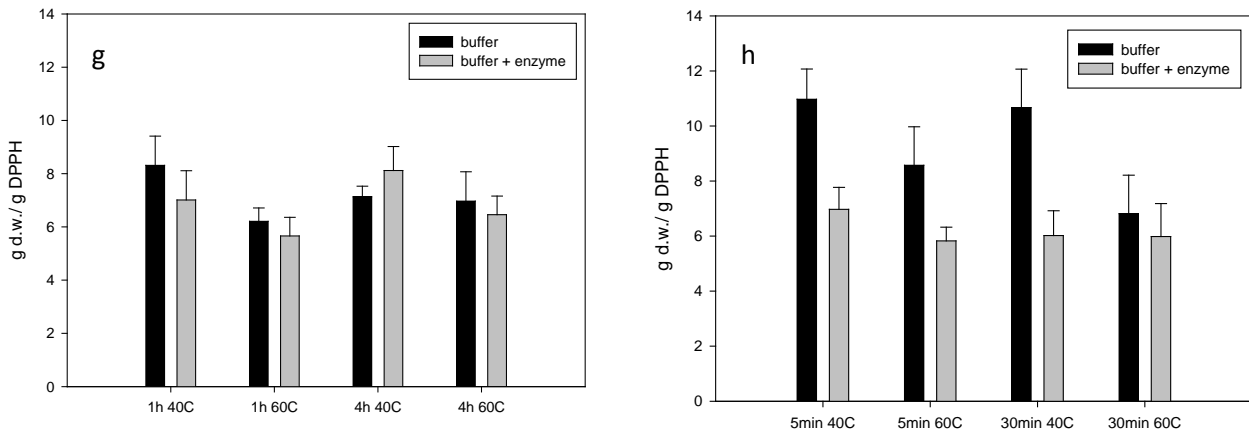 g
buffer
buffer + enzyme
g d.w./ g DPPH
14
12
10
8
6
4
2
0
1h 40C 1h 60C 4h 40C 4h 60C
h
buffer
buffer + enzyme
g d.w./ g DPPH
14
12
10
8
6
4
2
0
5min 40C 5min 60C 30min 40C 30min 60C